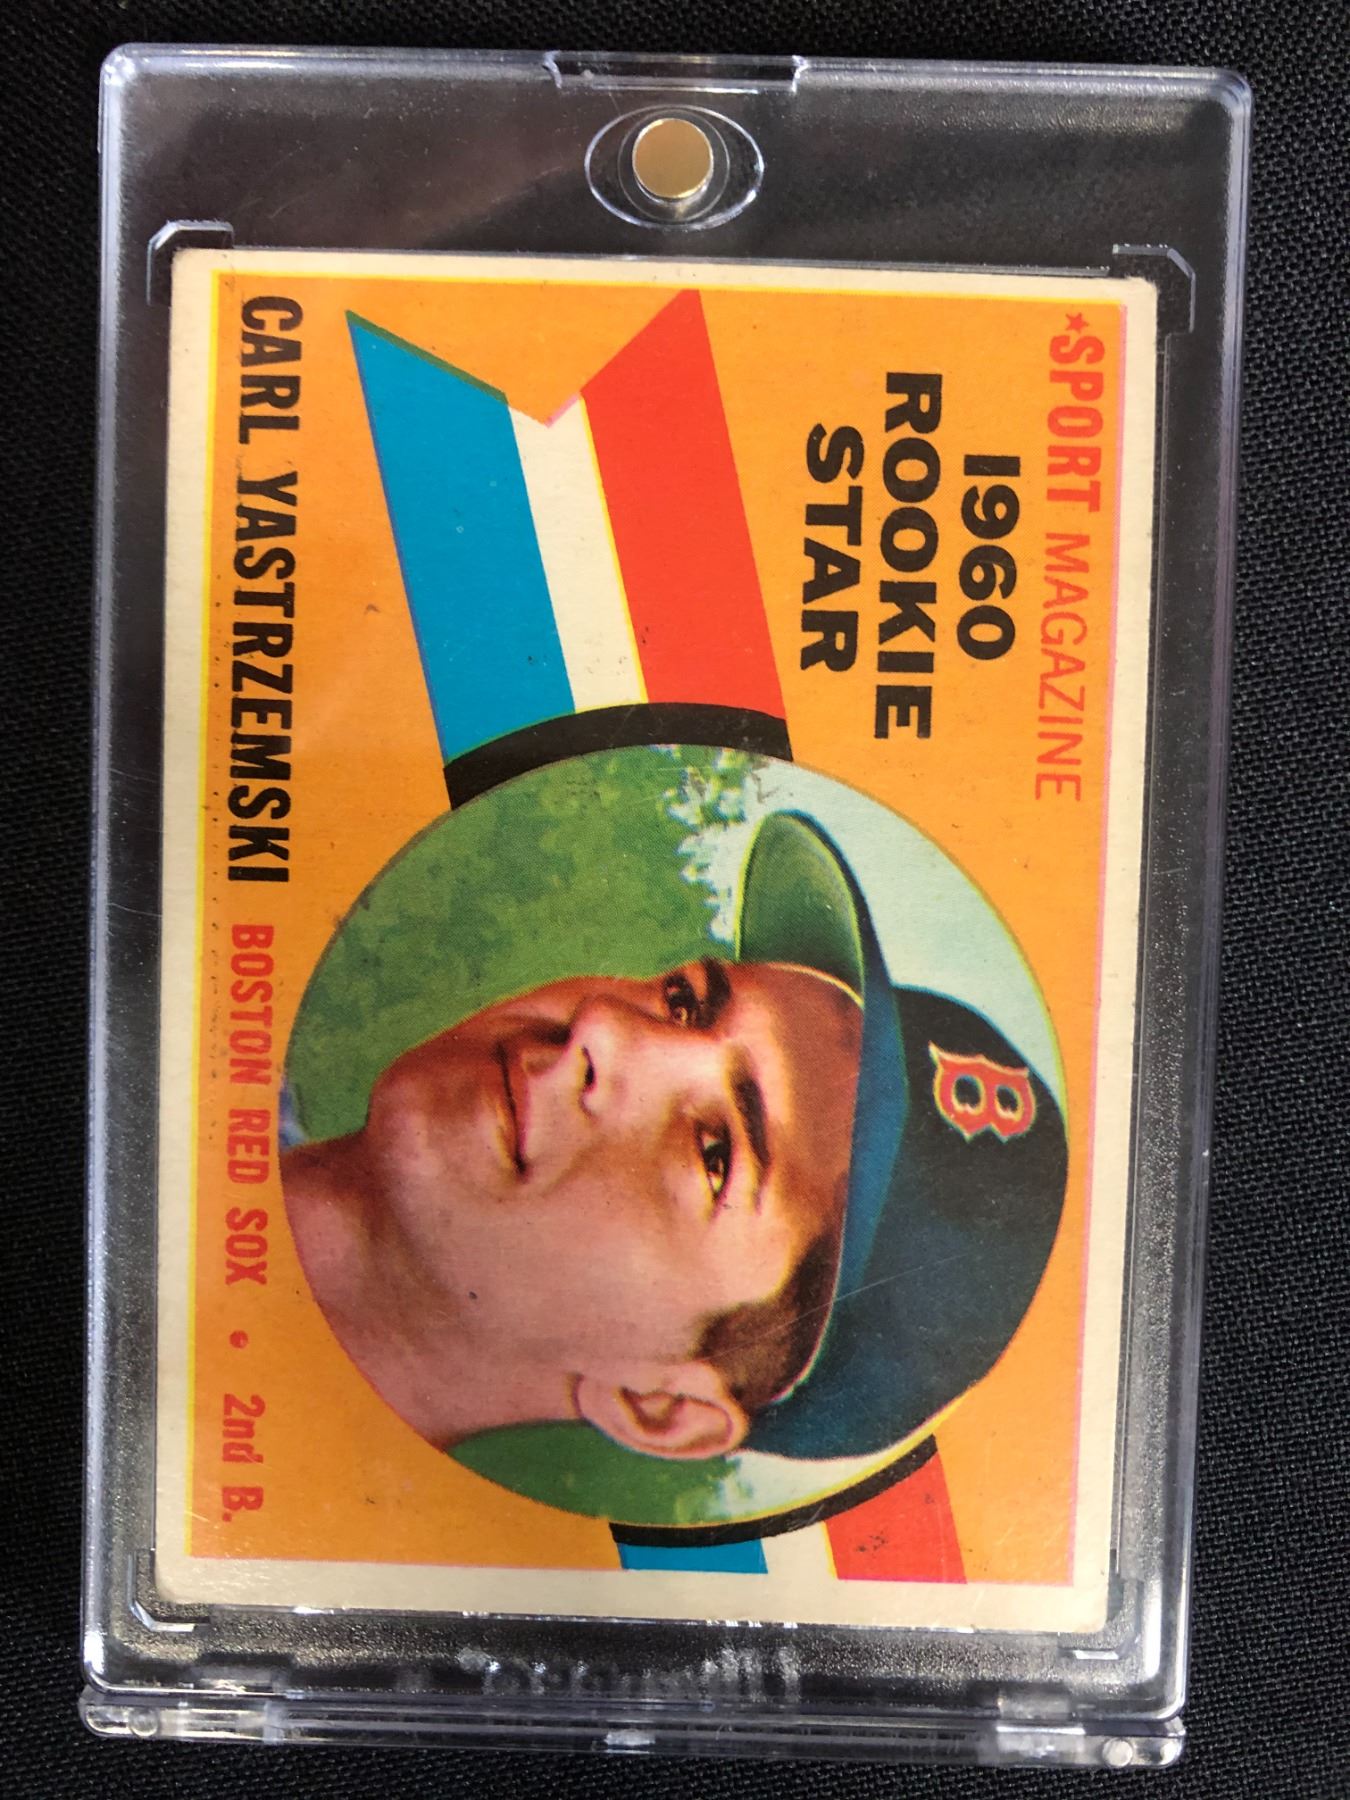 ★SPORT MAGAZINE
1960
ROOKIE
STAR
B
CARL YASTRZEMSKI BOSTON RED SOX • 2nd B.